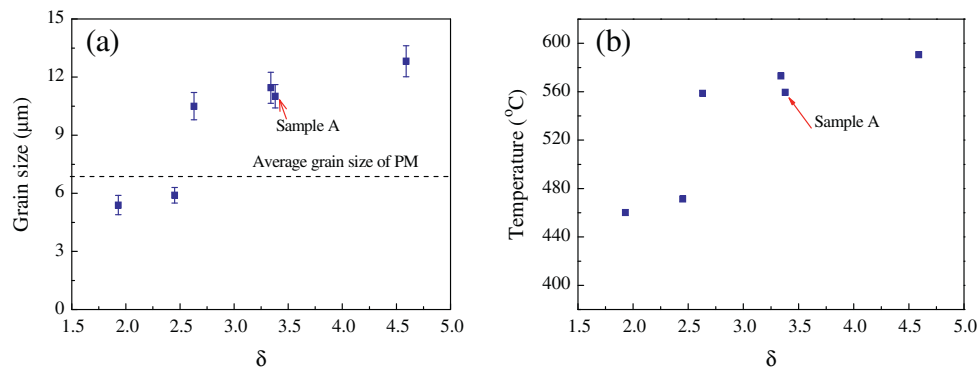 (a)
15
12
9
6
3
0
Grain size (μm)
Sample A
Average grain size of PM
1.5 2.0 2.5 3.0 3.5 4.0 4.5 5.0
δ
(b)
600
560
520
480
440
400
Temperature (°C)
Sample A
1.5 2.0 2.5 3.0 3.5 4.0 4.5 5.0
δ